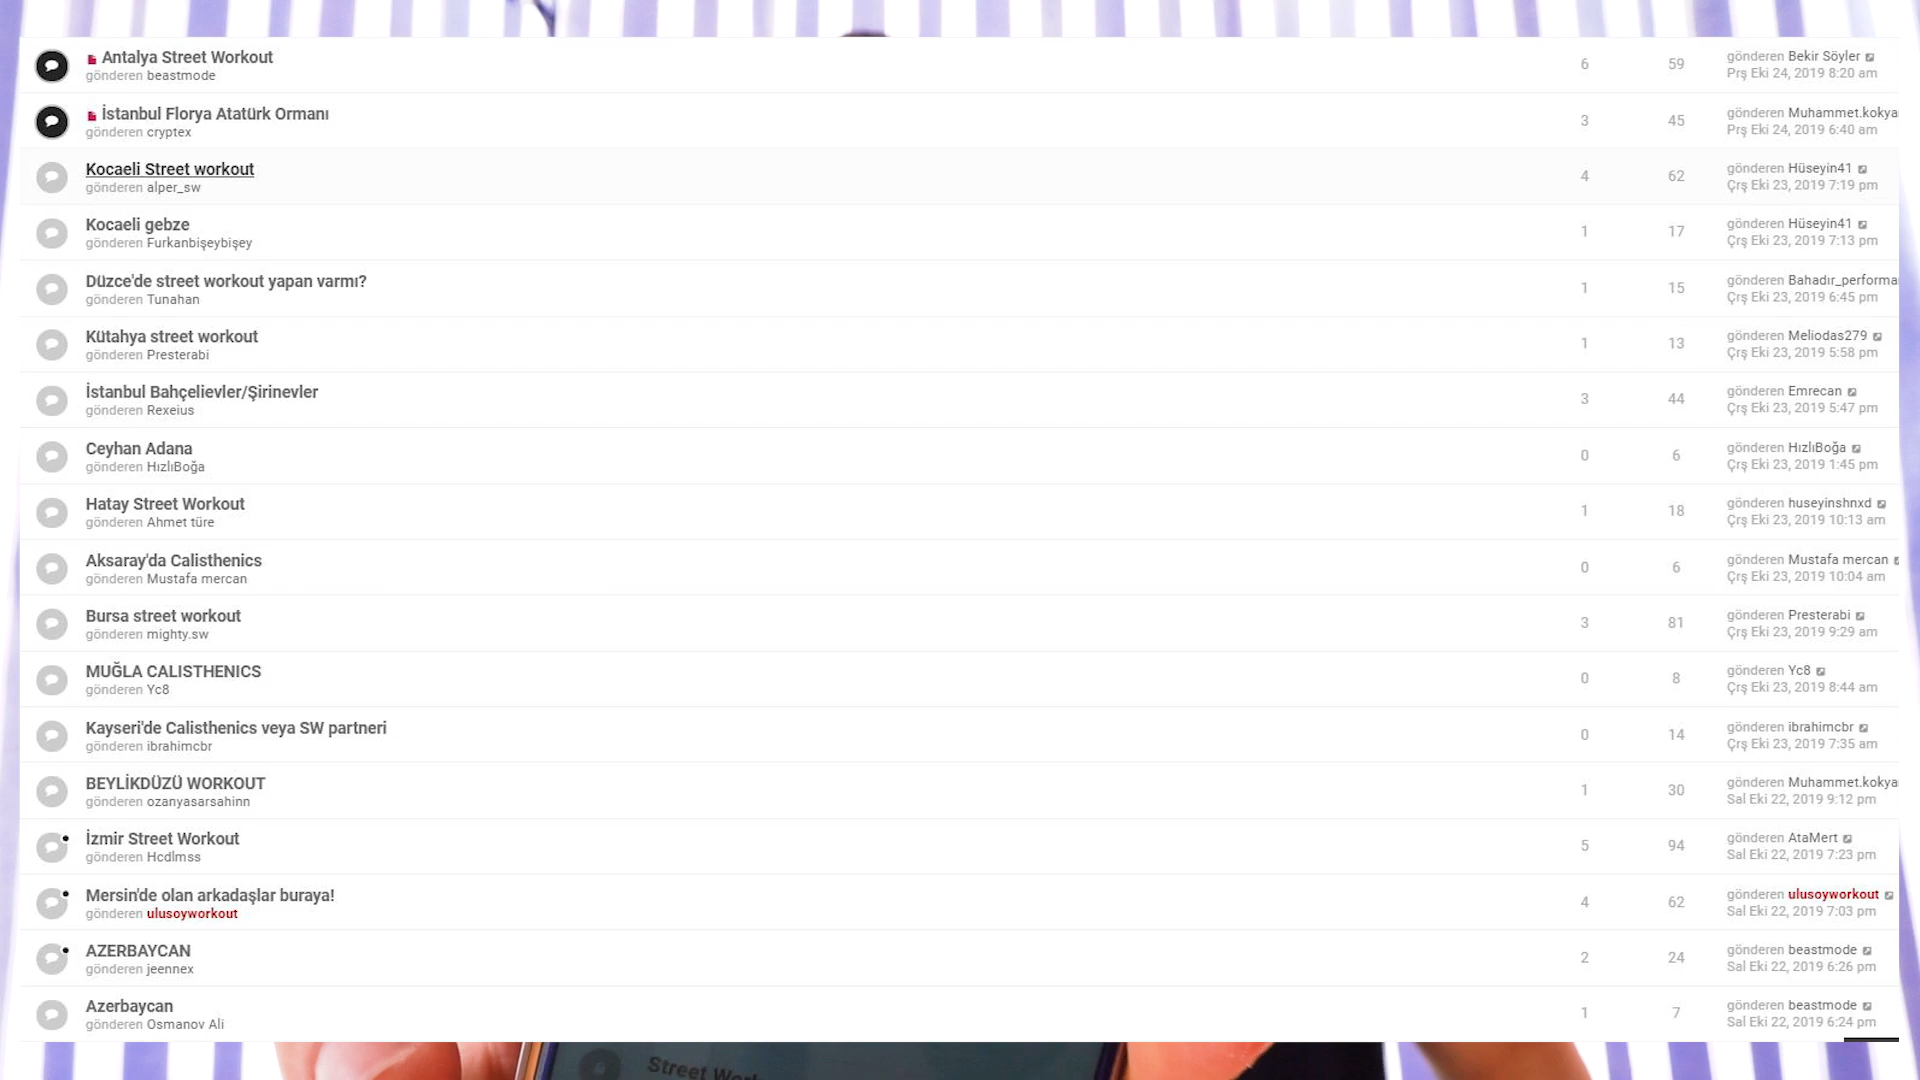 Antalya Street Workout
gönderen beastmode
6 59
gönderen Bekir Söyler
Prş Eki 24, 2019 8:20 am
İstanbul Florya Atatürk Ormanı
gönderen cryptex
3 45
gönderen Muhammet.kokya
Prş Eki 24, 2019 6:40 am
Kocaeli Street workout
gönderen alper_sw
4 62
gönderen Hüseyin41
Çrş Eki 23, 2019 7:19 pm
Kocaeli gebze
gönderen Furkanbişeybişey
1 17
gönderen Hüseyin41
Çrş Eki 23, 2019 7:13 pm
Düzce'de street workout yapan varmı?
gönderen Tunahan
1 15
gönderen Bahadır_performa
Çrş Eki 23, 2019 6:45 pm
Kütahya street workout
gönderen Presterabi
1 13
gönderen Meliodas279
Çrş Eki 23, 2019 5:58 pm
İstanbul Bahçelievler/Şirinevler
gönderen Rexeius
3 44
gönderen Emrecan
Çrş Eki 23, 2019 5:47 pm
Ceyhan Adana
gönderen HızlıBoğa
0 6
gönderen HızlıBoğa
Çrş Eki 23, 2019 1:45 pm
Hatay Street Workout
gönderen Ahmet türe
1 18
gönderen huseyinshnxd
Çrş Eki 23, 2019 10:13 am
Aksaray'da Calisthenics
gönderen Mustafa mercan
0 6
gönderen Mustafa mercan
Çrş Eki 23, 2019 10:04 am
Bursa street workout
gönderen mighty.sw
3 81
gönderen Presterabi
Çrş Eki 23, 2019 9:29 am
MUĞLA CALISTHENICS
gönderen Yc8
0 8
gönderen Yc8
Çrş Eki 23, 2019 8:44 am
Kayseri'de Calisthenics veya SW partneri
gönderen ibrahimcbr
0 14
gönderen ibrahimcbr
Çrş Eki 23, 2019 7:35 am
BEYLİKDÜZÜ WORKOUT
gönderen ozanyasarsahinn
1 30
gönderen Muhammet.kokya
Sal Eki 22, 2019 9:12 pm
İzmir Street Workout
gönderen Hcdlmss
5 94
gönderen AtaMert
Sal Eki 22, 2019 7:23 pm
Mersin'de olan arkadaşlar buraya!
gönderen ulusoyworkout
4 62
gönderen ulusoyworkout
Sal Eki 22, 2019 7:03 pm
AZERBAYCAN
gönderen jeennex
2 24
gönderen beastmode
Sal Eki 22, 2019 6:26 pm
Azerbaycan
gönderen Osmanov Ali
1 7
gönderen beastmode
Sal Eki 22, 2019 6:24 pm
Street